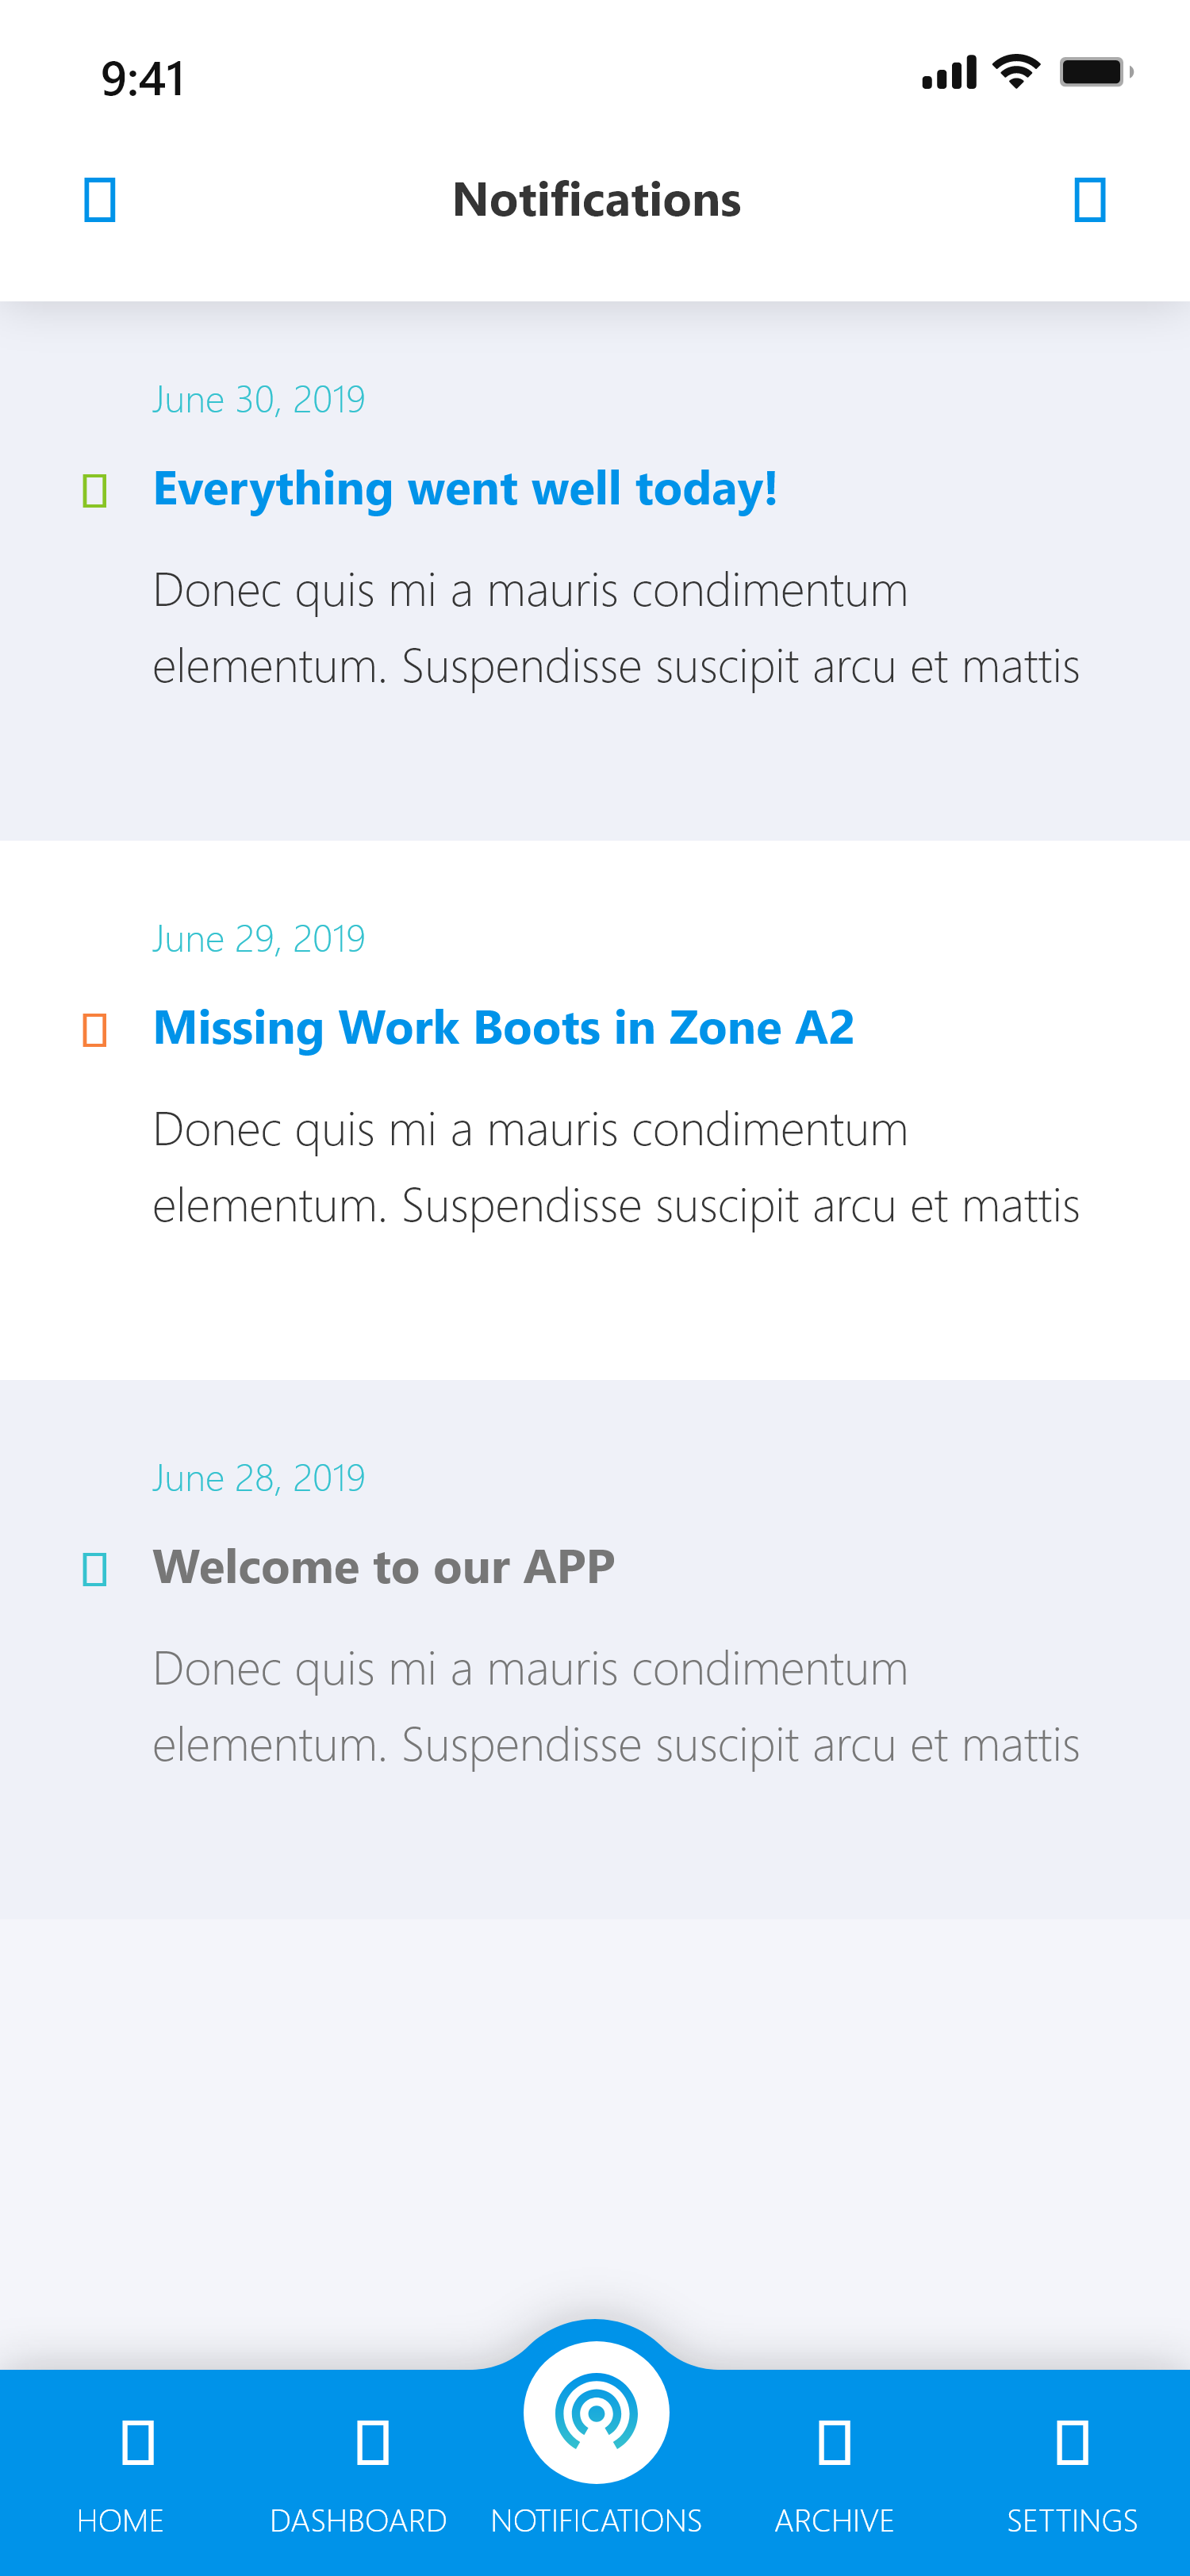 9:41
Notifications
June 30, 2019
Everything went well today!
Donec quis mi a mauris condimentum
elementum. Suspendisse suscipit arcu et mattis
June 29, 2019
Missing Work Boots in Zone A2
Donec quis mi a mauris condimentum
elementum. Suspendisse suscipit arcu et mattis
June 28, 2019
Welcome to our APP
Donec quis mi a mauris condimentum
elementum. Suspendisse suscipit arcu et mattis
HOME DASHBOARD NOTIFICATIONS ARCHIVE SETTINGS